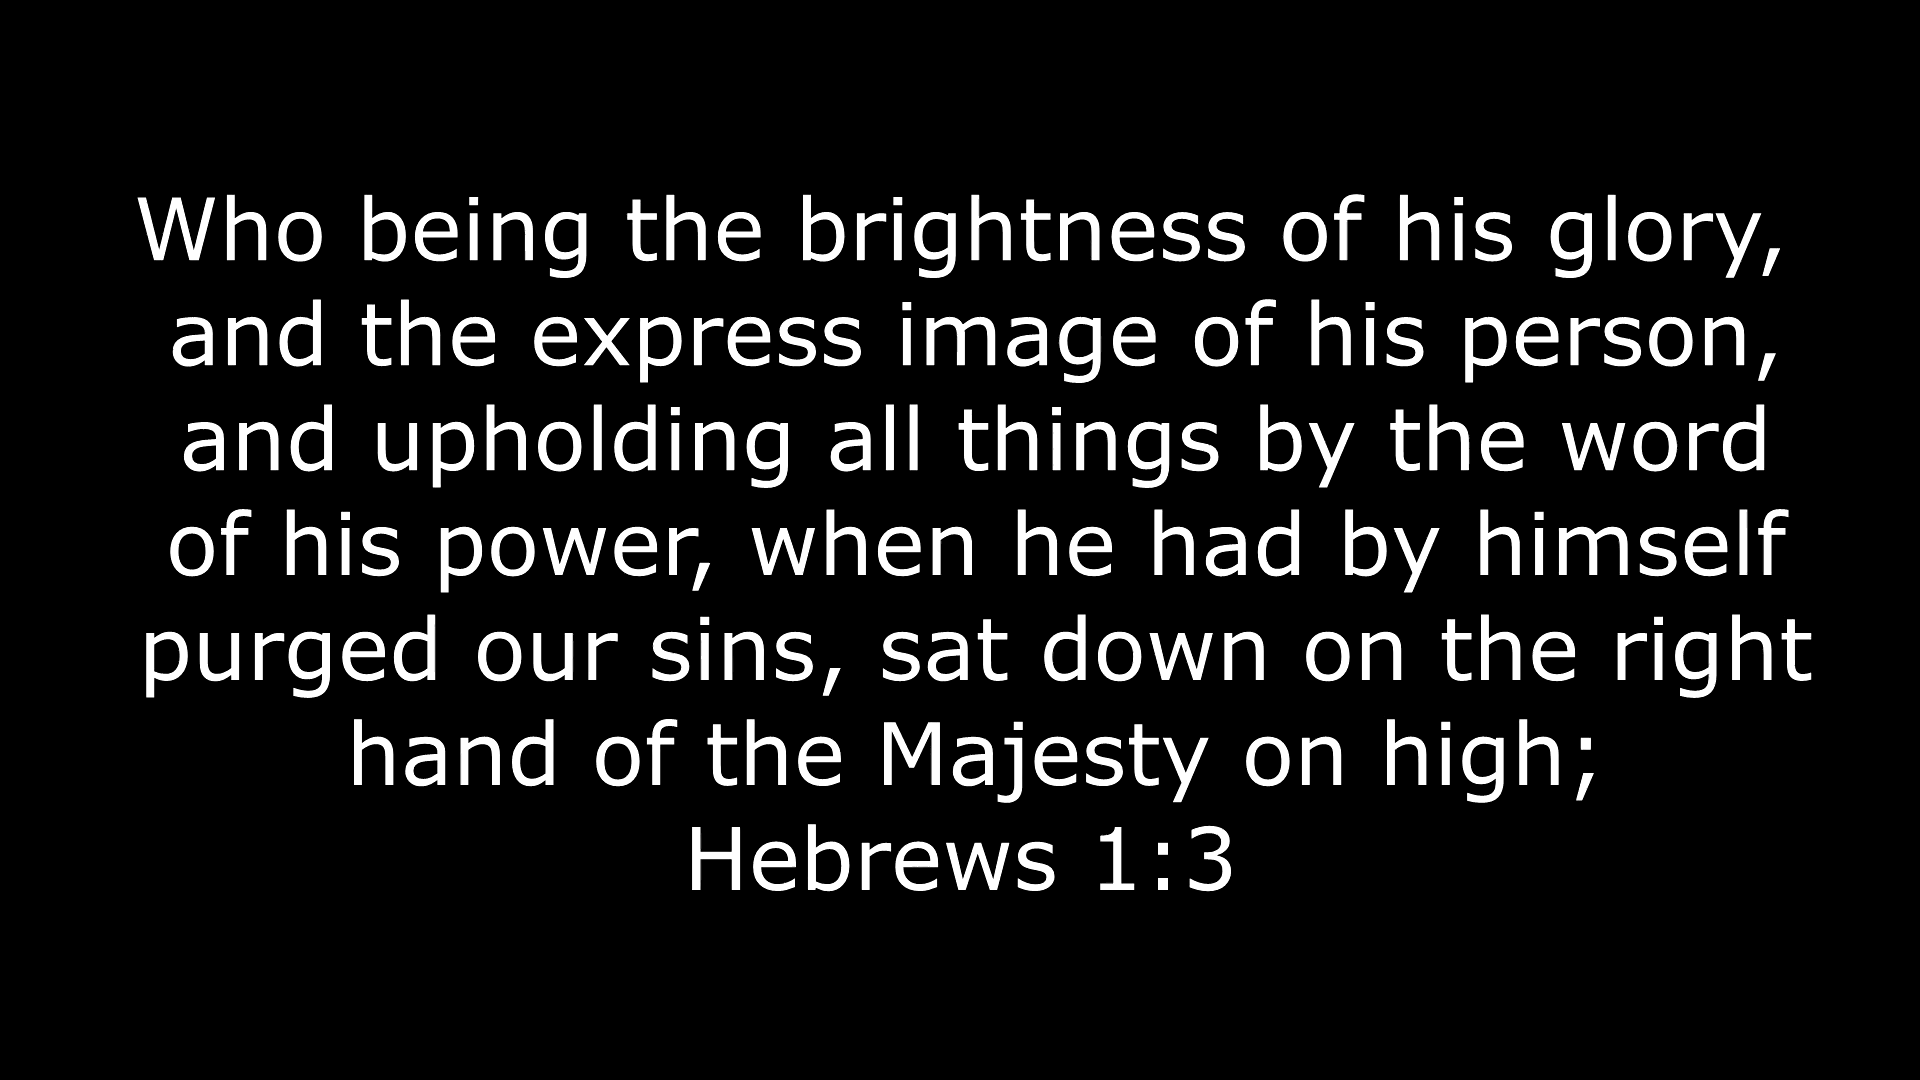 Who being the brightness of his glory,
and the express image of his person,
and upholding all things by the word
of his power, when he had by himself
purged our sins, sat down on the right
hand of the Majesty on high;
Hebrews 1:3